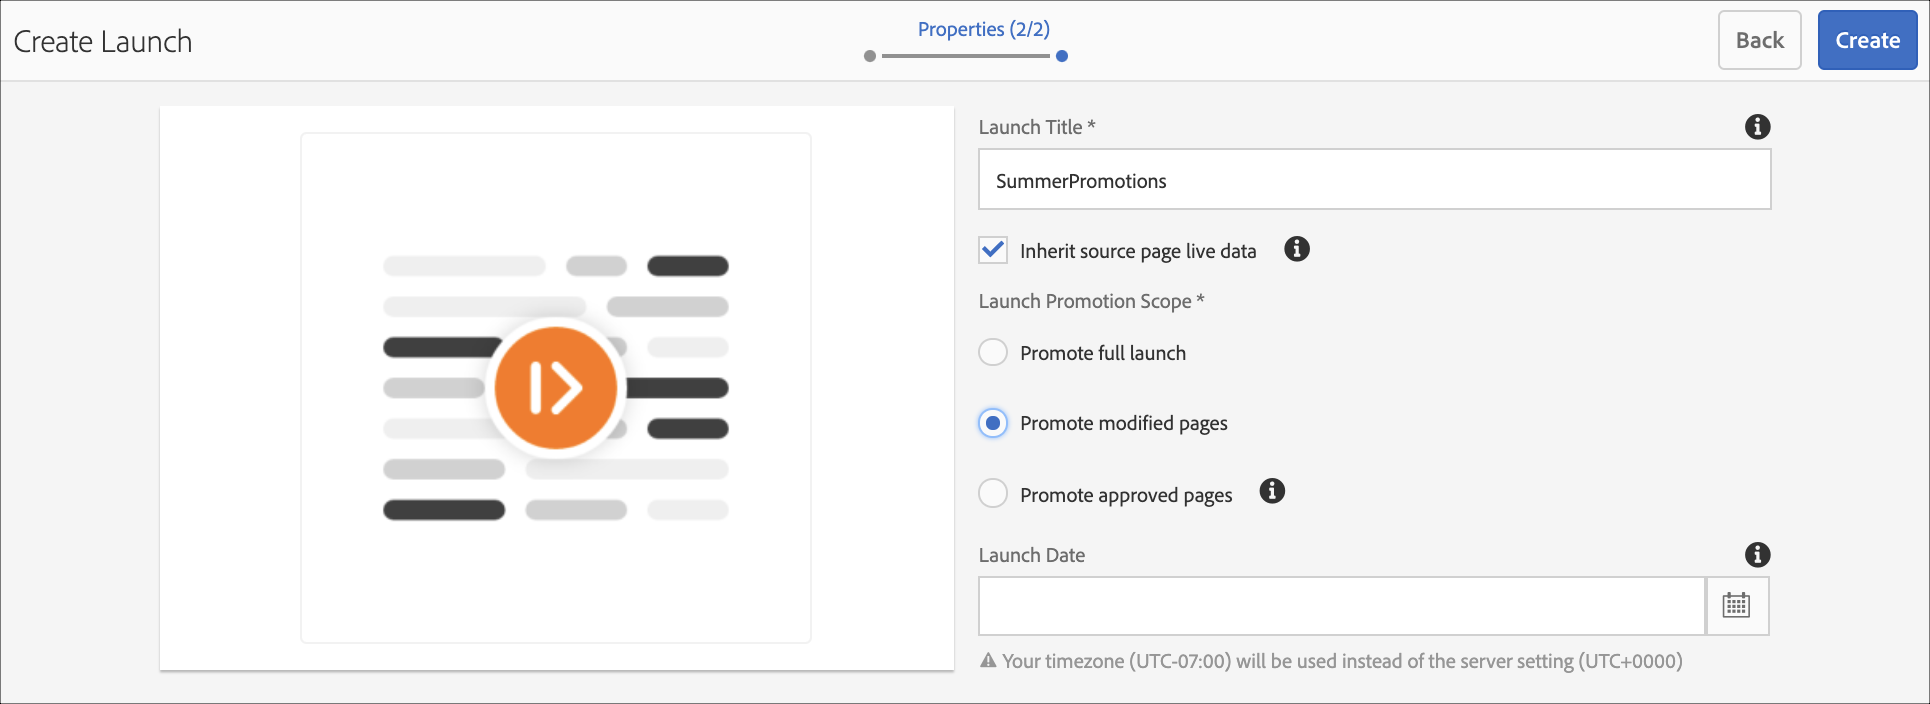 Create Launch
Properties (2/2)
Back
Create
Launch Title *
SummerPromotions
Inherit source page live data
Launch Promotion Scope *
Promote full launch
Promote modified pages
Promote approved pages
Launch Date
Your timezone (UTC-07:00) will be used instead of the server setting (UTC+0000)